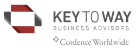 KEY TO WAY
BUSINESS ADVISORS
Cordence Worldwide